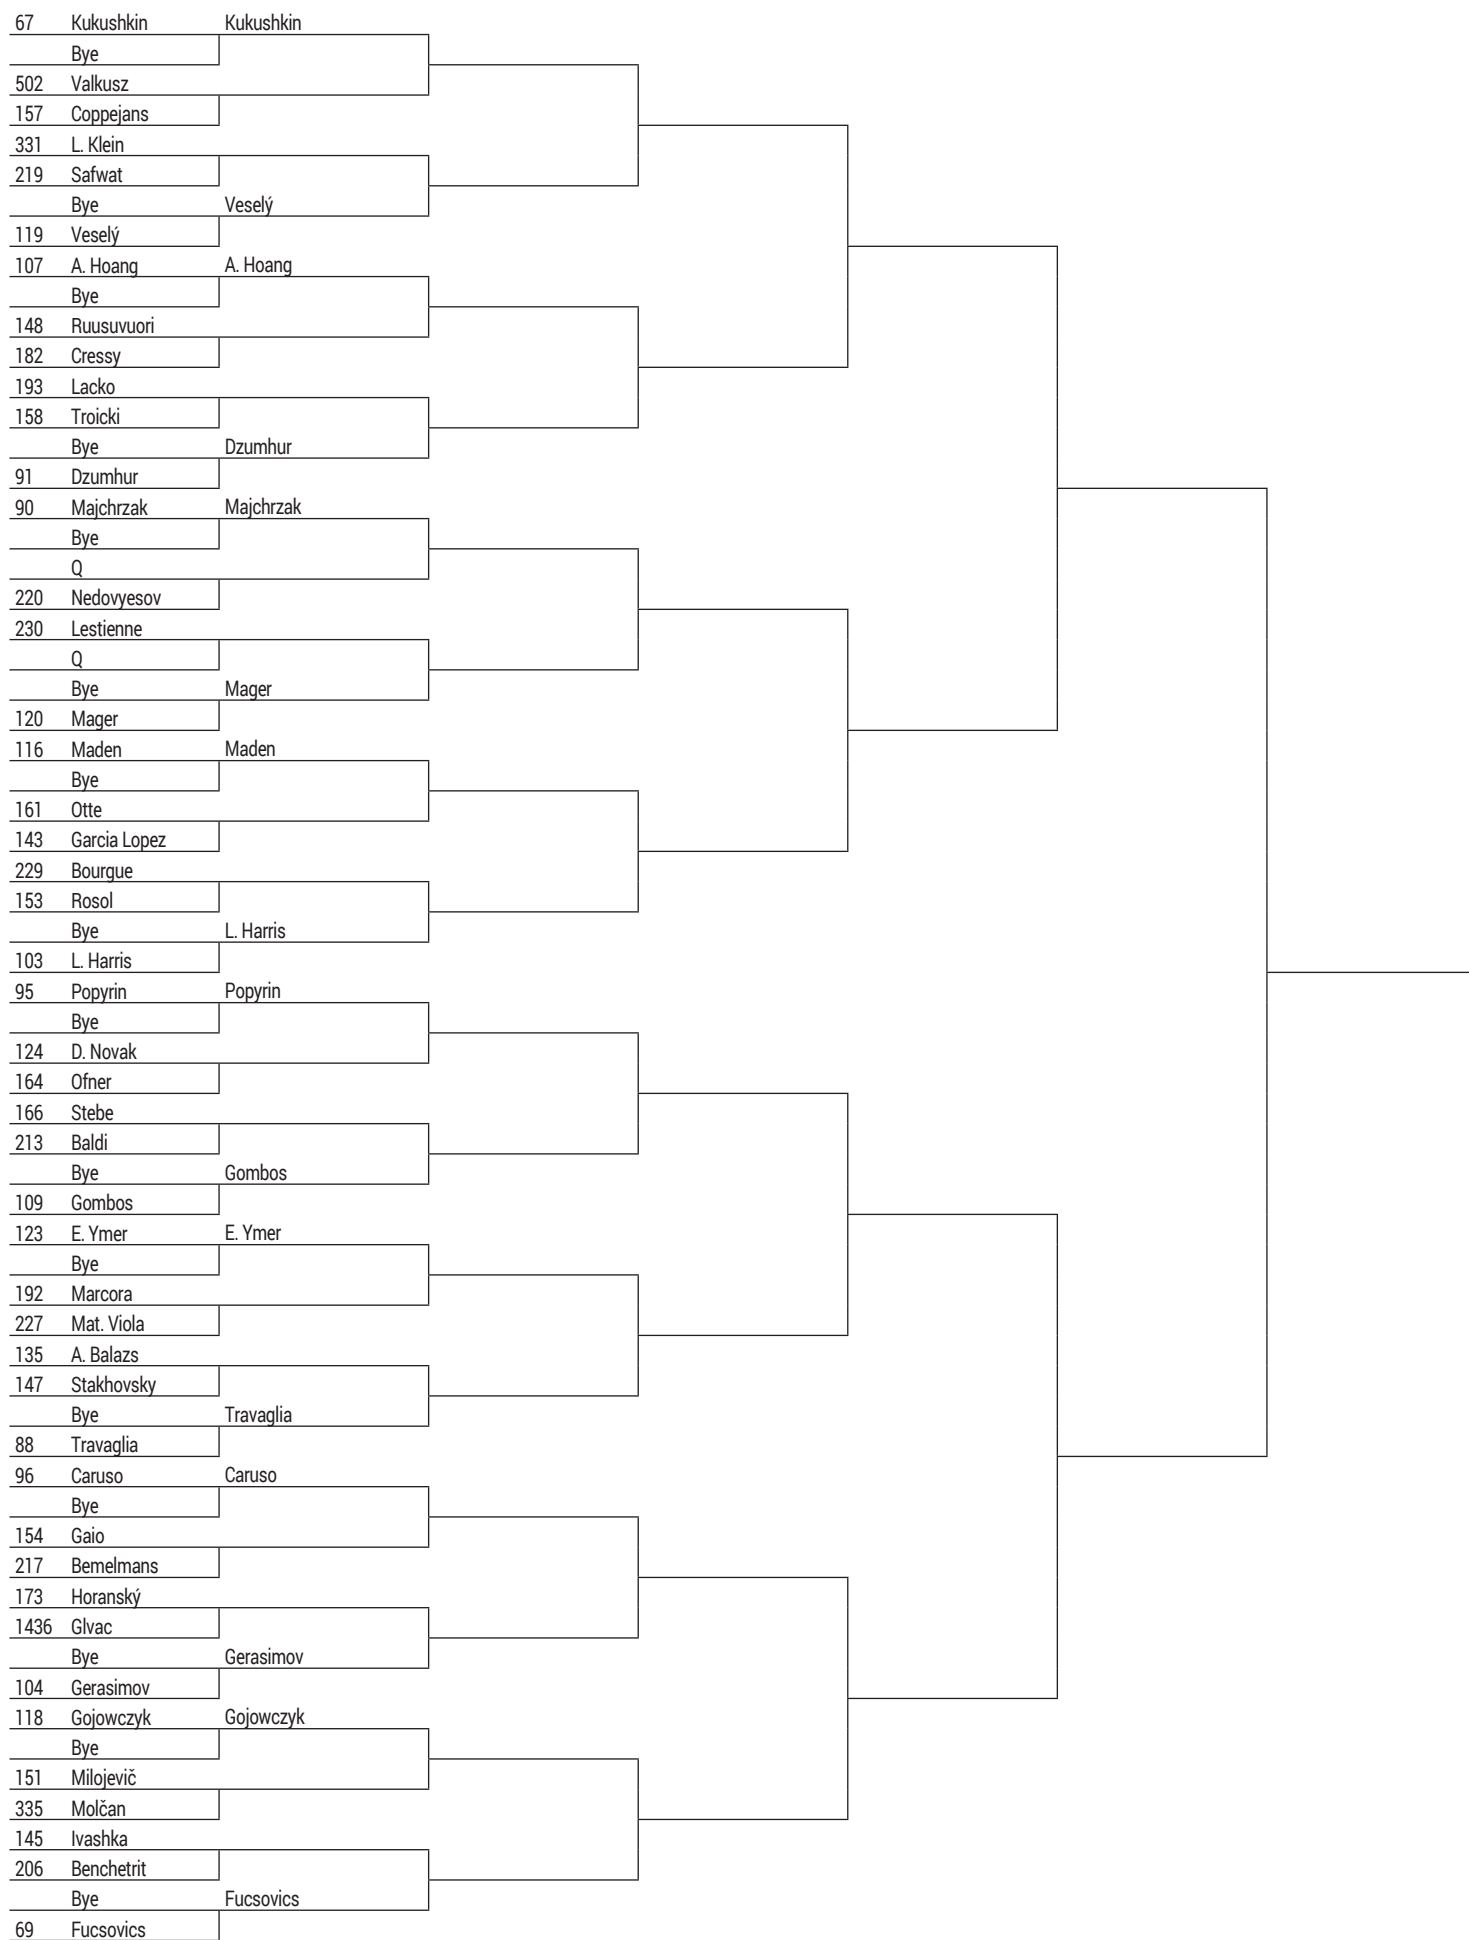 67 Kukushkin Kukushkin
Bye
502 Valkusz
157 Coppejans
331 L. Klein
219 Safwat
Bye Veselý
119 Veselý
107 A. Hoang A. Hoang
Bye
148 Ruusuvuori
182 Cressy
193 Lacko
158 Troicki
Bye Dzumhur
91 Dzumhur
90 Majchrzak Majchrzak
Bye
Q
220 Nedovyesov
230 Lestienne
Q
Bye Mager
120 Mager
116 Maden Maden
Bye
161 Otte
143 Garcia Lopez
229 Bourgue
153 Rosol
Bye L. Harris
103 L. Harris
95 Popyrin Popyrin
Bye
124 D. Novak
164 Ofner
166 Stebe
213 Baldi
Bye Gombos
109 Gombos
123 E. Ymer E. Ymer
Bye
192 Marcora
227 Mat. Viola
135 A. Balazs
147 Stakhovsky
Bye Travaglia
88 Travaglia
96 Caruso Caruso
Bye
154 Gaio
217 Bemelmans
173 Horanský
1436 Glvac
Bye Gerasimov
104 Gerasimov
118 Gojowczyk Gojowczyk
Bye
151 Milojevič
335 Molčan
145 Ivashka
206 Benchetrit
Bye Fucsovics
69 Fucsovics